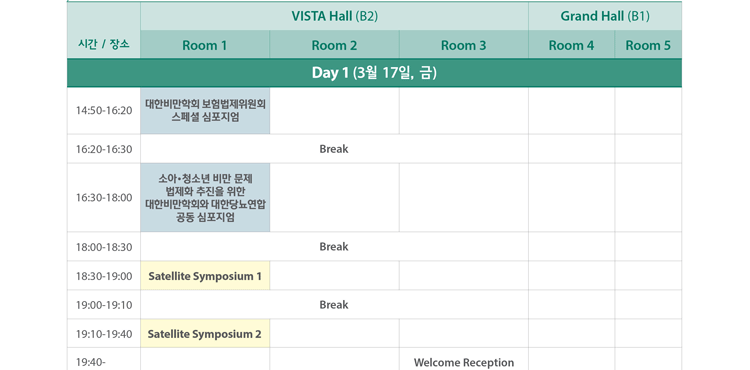 VISTA Hall (B2) Grand Hall (B1)
시간 / 장소 Room 1 Room 2 Room 3 Room 4 Room 5
Day 1 (3월 17일, 금)
14:50-16:20 대한비만학회 보험법제위원회
스페셜 심포지엄
16:20-16:30 Break
16:30-18:00 소아•청소년 비만 문제
법제화 추진을 위한
대한비만학회와 대한당뇨연합
공동 심포지엄
18:00-18:30 Break
18:30-19:00 Satellite Symposium 1
19:00-19:10 Break
19:10-19:40 Satellite Symposium 2
19:40- Welcome Reception